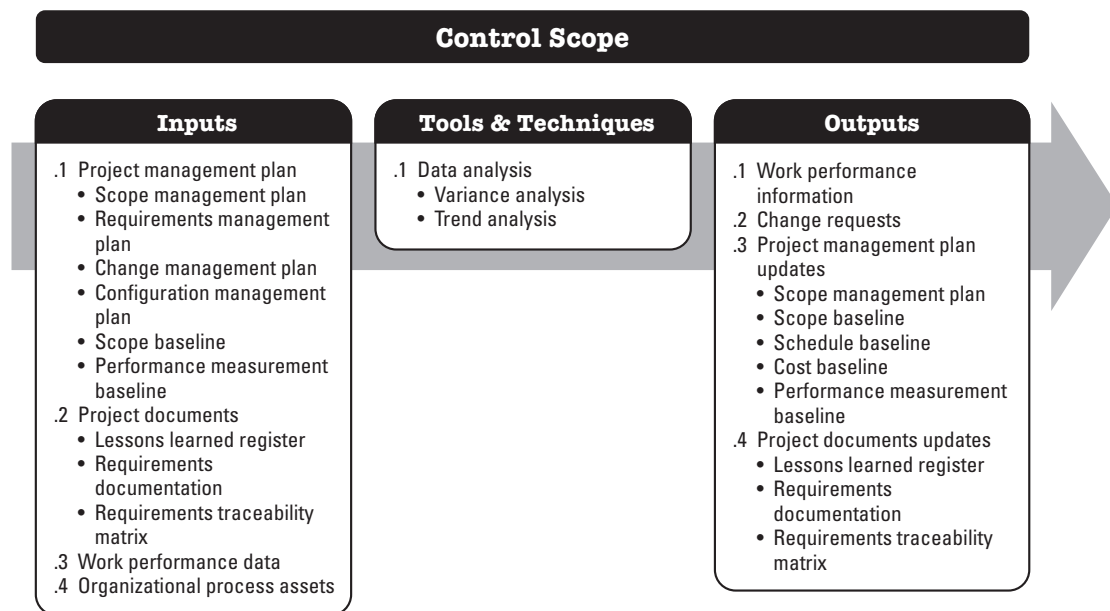 Control Scope
Inputs
.1 Project management plan
• Scope management plan
• Requirements management
plan
• Change management plan
• Configuration management
plan
• Scope baseline
• Performance measurement
baseline
.2 Project documents
• Lessons learned register
• Requirements
documentation
• Requirements traceability
matrix
.3 Work performance data
.4 Organizational process assets
Tools & Techniques
.1 Data analysis
• Variance analysis
• Trend analysis
Outputs
.1 Work performance
information
.2 Change requests
.3 Project management plan
updates
• Scope management plan
• Scope baseline
• Schedule baseline
• Cost baseline
• Performance measurement
baseline
.4 Project documents updates
• Lessons learned register
• Requirements
documentation
• Requirements traceability
matrix